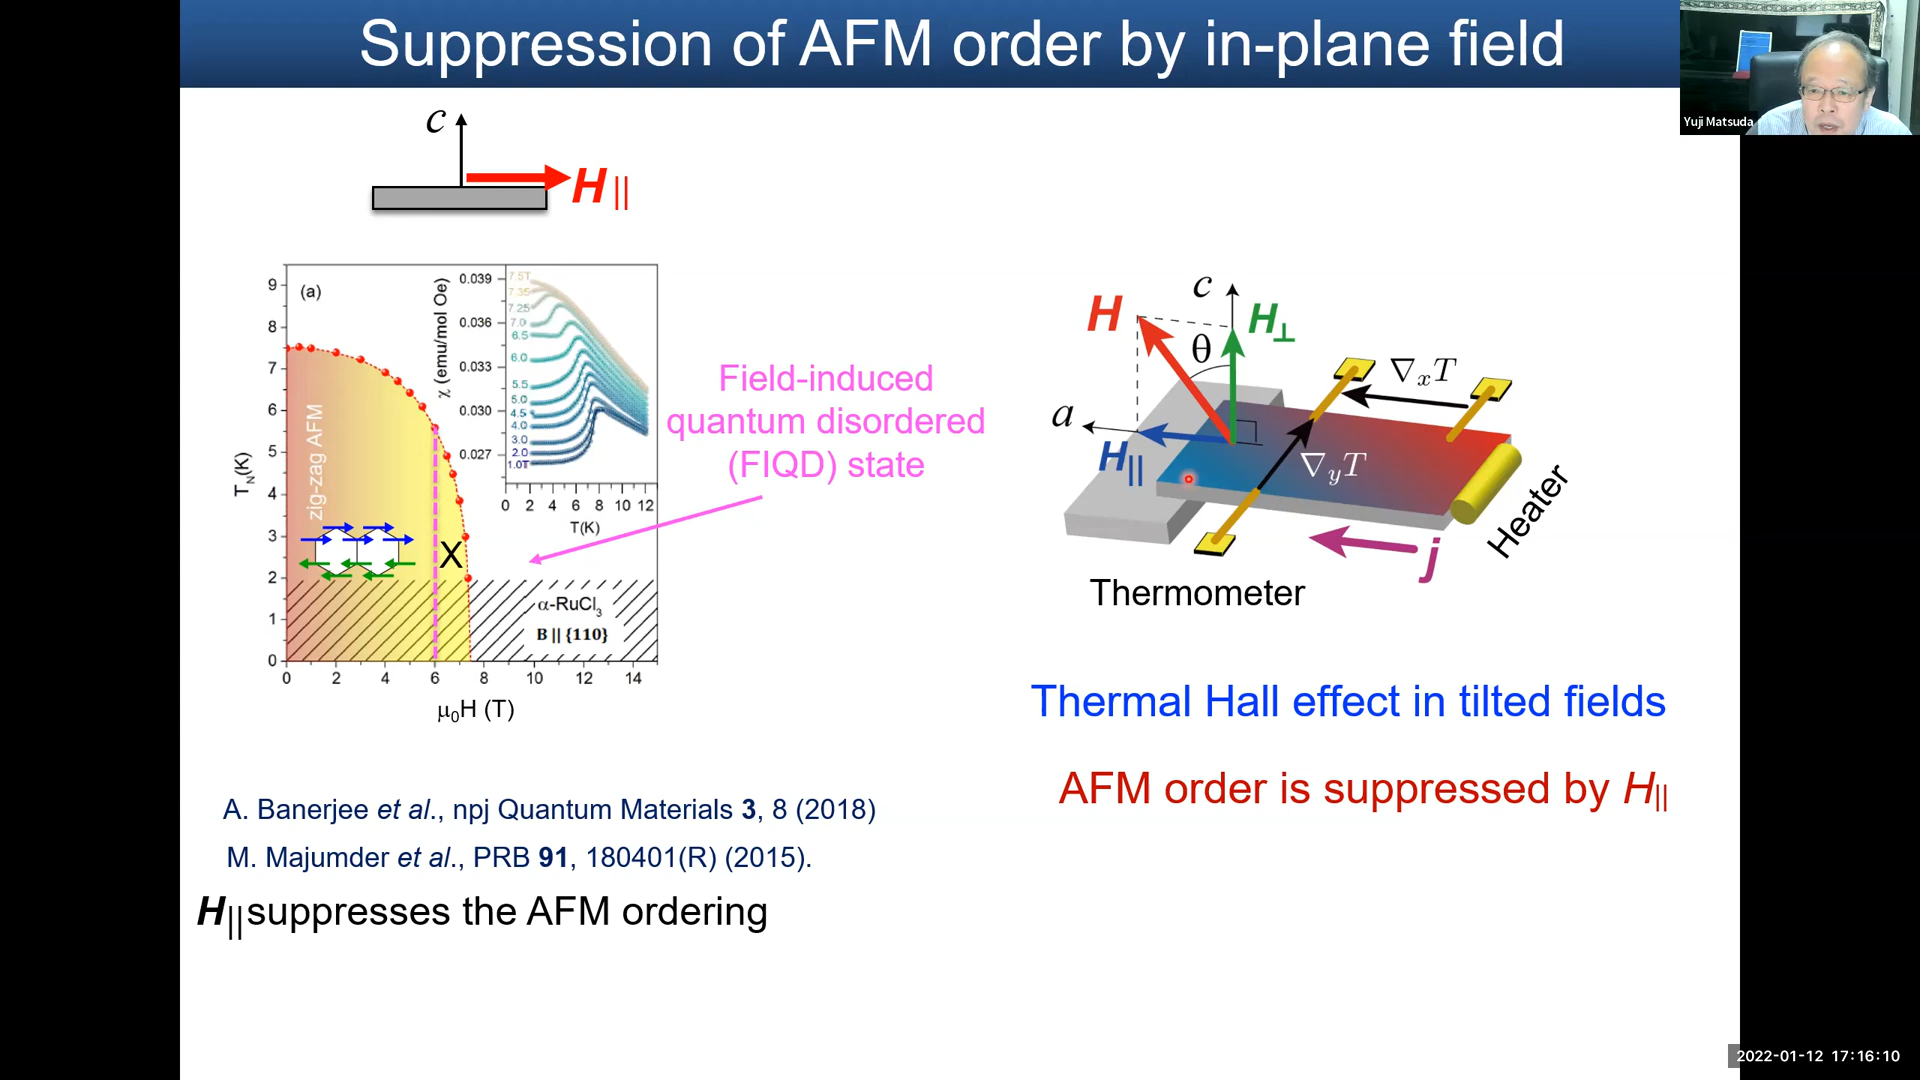 Suppression of AFM order by in-plane field
Yuji Matsuda
c
H ||
(a)
9
8
7
6
5
4
3
2
1
0
T_N(K)
zig-zag AFM
X
0 2 4 6 8 10 12 14
μ₀H (T)
α-RuCl₃
B || {110}
χ (emu/mol Oe)
0.039
0.036
0.033
0.030
0.027
7.5T
7.35
7.25
7.0
6.5
6.0
5.5
5.0
4.5
4.0
3.0
2.0
1.0T
0 2 4 6 8 10 12
T(K)
Field-induced
quantum disordered
(FIQD) state
c
H
H⊥
θ
a
H||
∇ₓT
∇_yT
j
Heater
Thermometer
Thermal Hall effect in tilted fields
AFM order is suppressed by H||
A. Banerjee et al., npj Quantum Materials 3, 8 (2018)
M. Majumder et al., PRB 91, 180401(R) (2015).
H|| suppresses the AFM ordering
2022-01-12 17:16:10